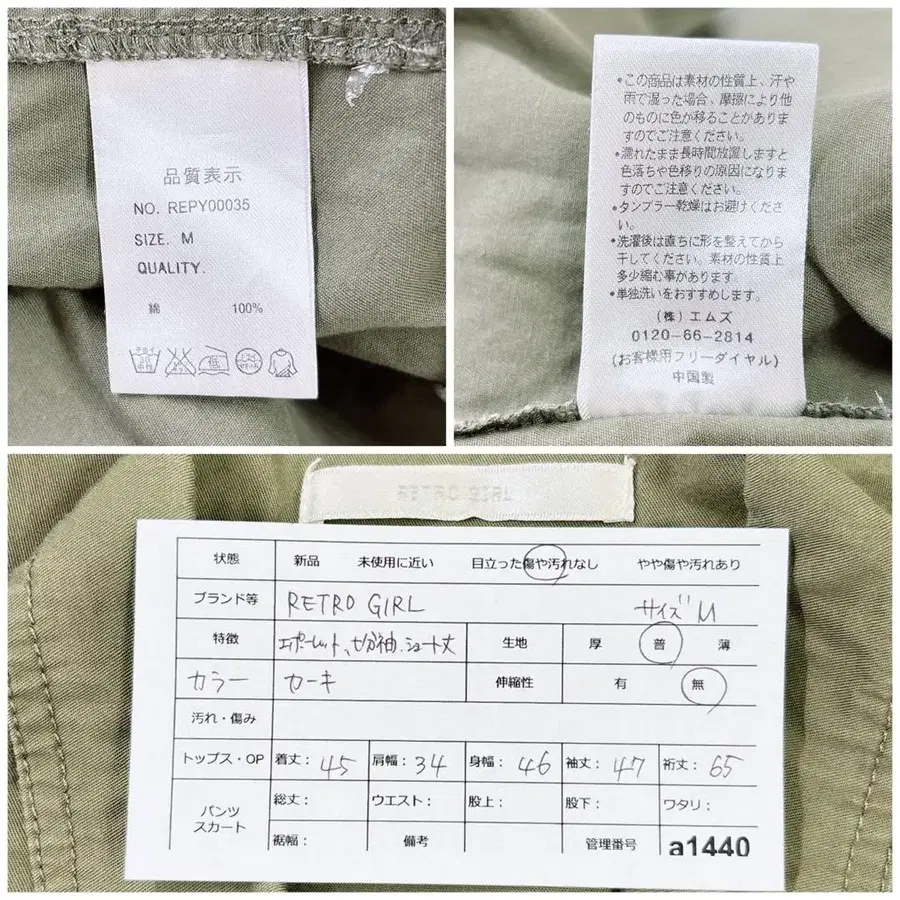 品質表示
NO. REPY00035
SIZE. M
QUALITY.
綿 100%
低
•この商品は素材の性質上、汗や
雨で湿った場合、摩擦により他
のものに色が移ることがありま
すのでご注意ください。
•濡れたまま長時間放置しますと
色落ちや色移りの原因になりま
すのでご注意ください。
•タンブラー乾燥はお避けくださ
い。
•洗濯後は直ちに形を整えてから
干してください。素材の性質上
多少縮む事があります。
•単独洗いをおすすめします。
(株)エムズ
0120-66-2814
(お客様用フリーダイヤル)
中国製
RETRO GIRL
状態 新品 未使用に近い 目立った傷や汚れなし やや傷や汚れあり
ブランド等 RETRO GIRL サイズ M
特徴 エポーレット、七分袖、ショート丈 生地 厚 普 薄
カラー カーキ 伸縮性 有 無
汚れ・傷み
トップス・OP 着丈：45 肩幅：34 身幅：46 袖丈：47 裄丈：65
パンツ
スカート
総丈： ウエスト： 股上： 股下： ワタリ：
裾幅： 備考 管理番号 a1440